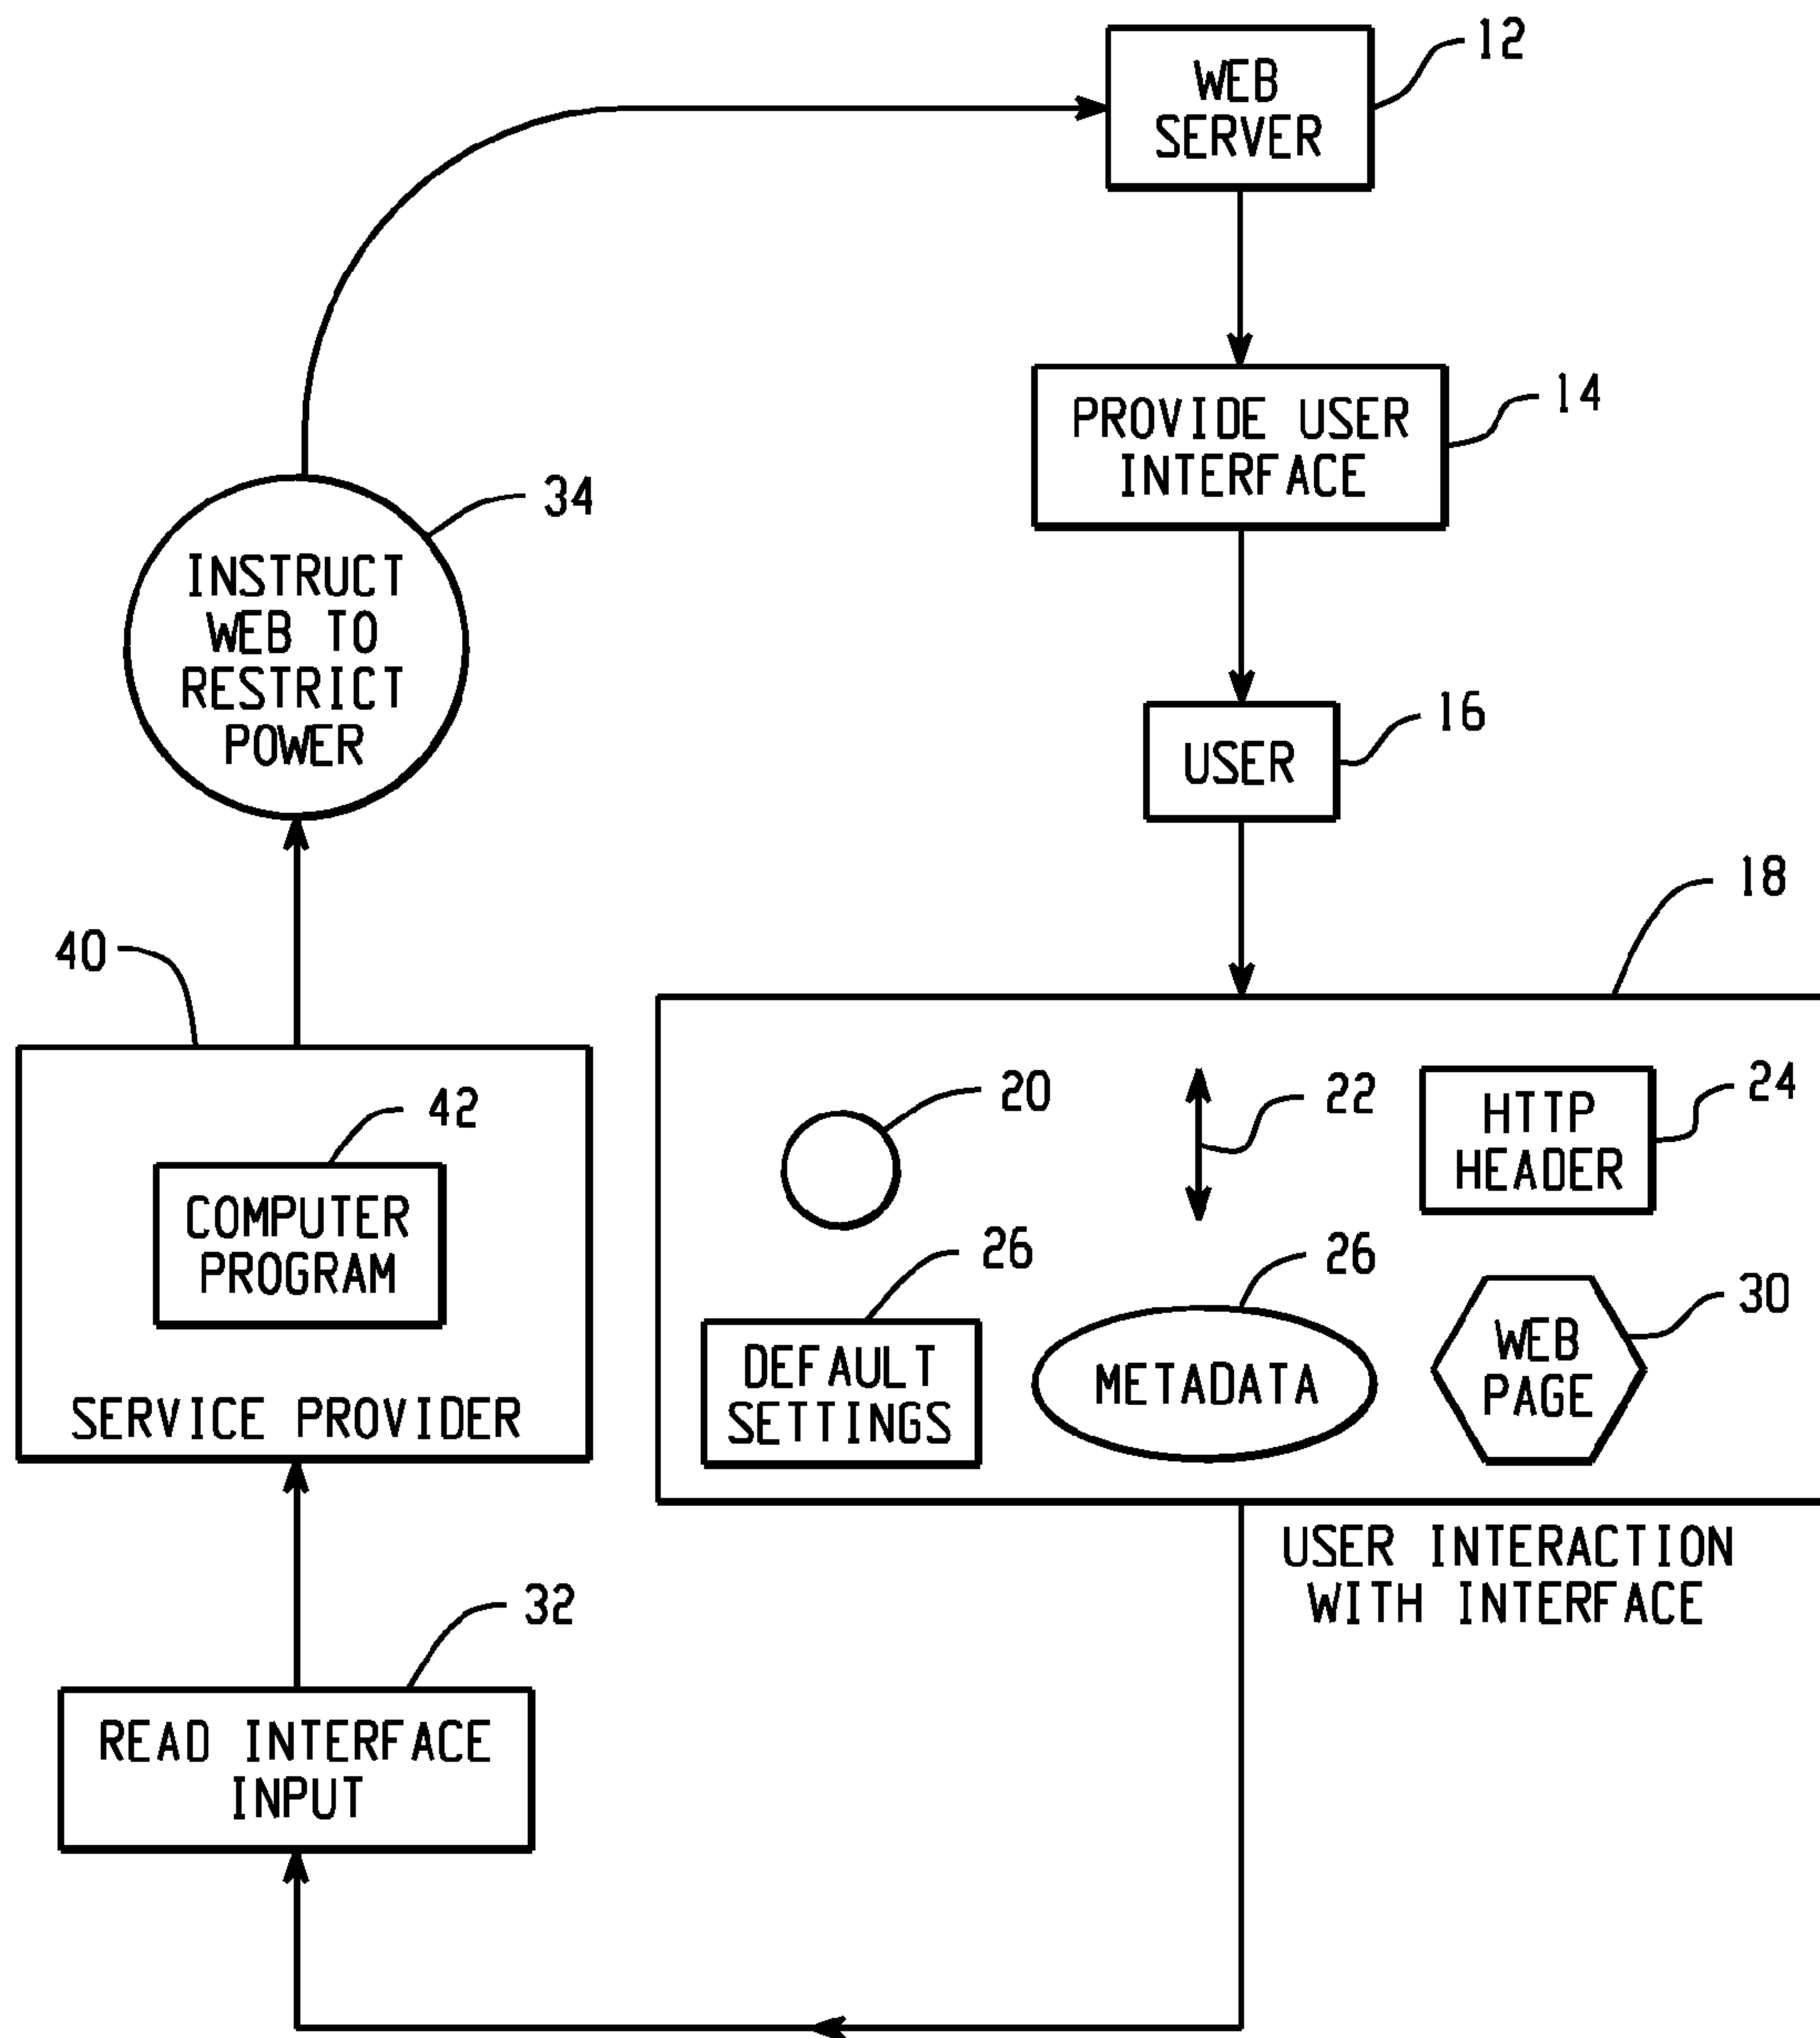 WEB
SERVER
12
PROVIDE USER
INTERFACE
14
34
INSTRUCT
WEB TO
RESTRICT
POWER
USER
16
18
40
42
COMPUTER
PROGRAM
SERVICE PROVIDER
20
22
HTTP
HEADER
24
26
DEFAULT
SETTINGS
26
METADATA
30
WEB
PAGE
USER INTERACTION
WITH INTERFACE
32
READ INTERFACE
INPUT